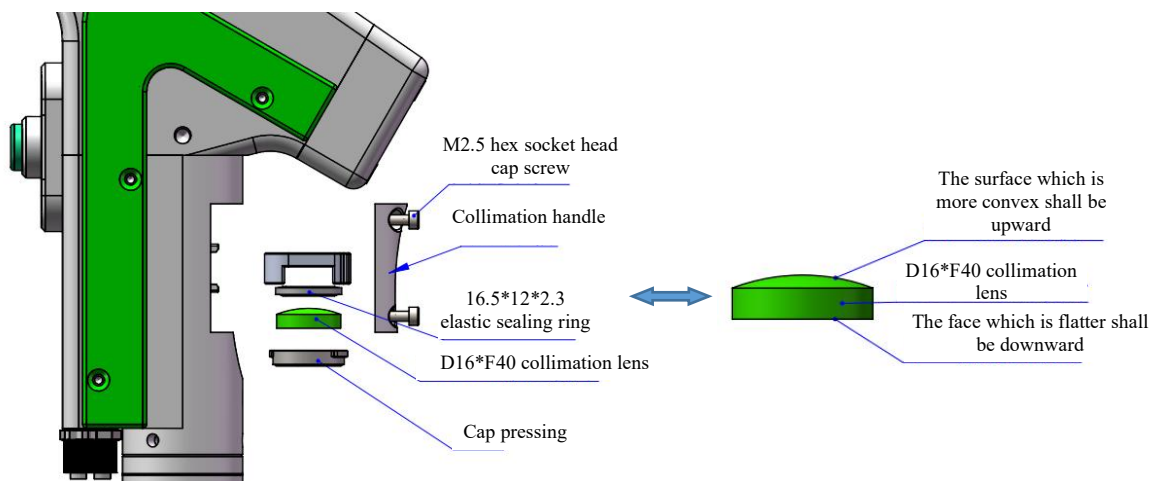 M2.5 hex socket head
cap screw
Collimation handle
16.5*12*2.3
elastic sealing ring
D16*F40 collimation lens
Cap pressing
The surface which is
more convex shall be
upward
D16*F40 collimation
lens
The face which is flatter shall
be downward